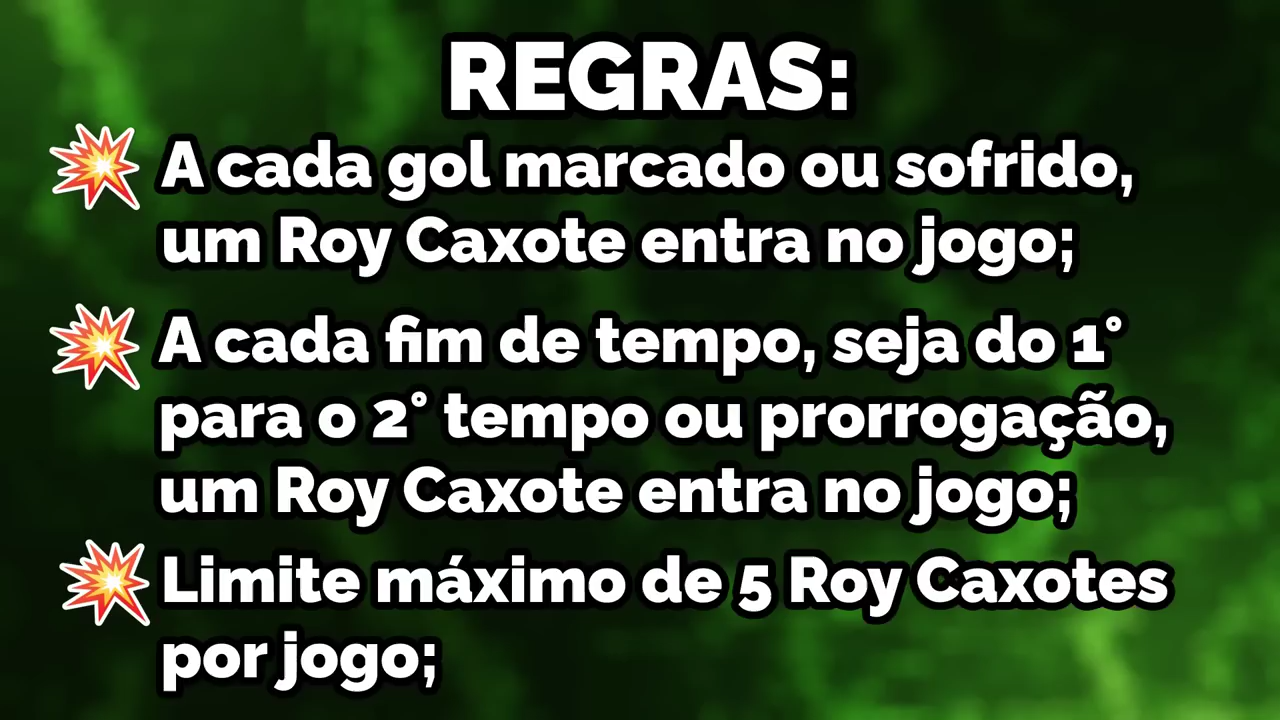 REGRAS:
A cada gol marcado ou sofrido,
um Roy Caxote entra no jogo;
A cada fim de tempo, seja do 1°
para o 2° tempo ou prorrogação,
um Roy Caxote entra no jogo;
Limite máximo de 5 Roy Caxotes
por jogo;